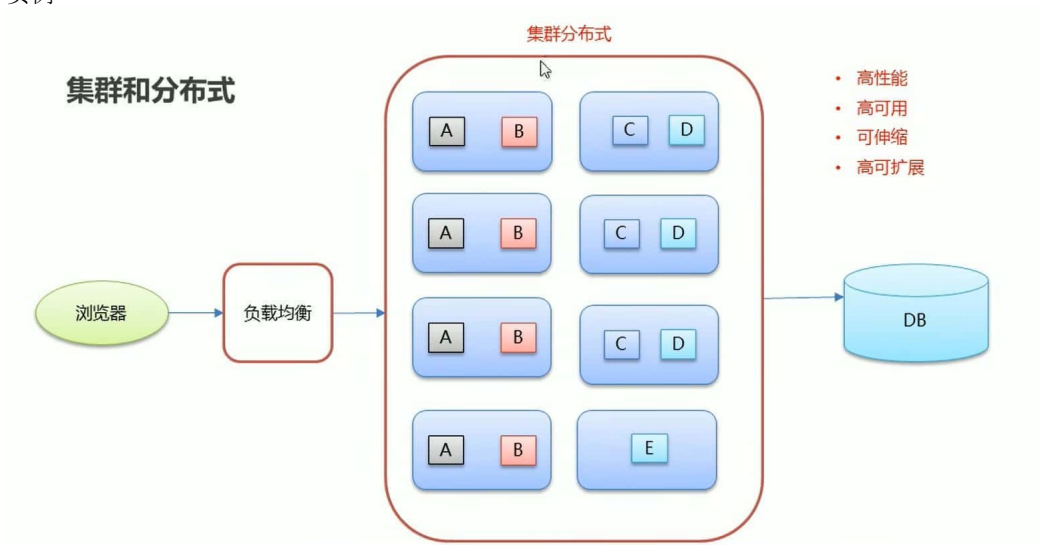 集群分布式
集群和分布式
• 高性能
• 高可用
• 可伸缩
• 高可扩展
A B C D
A B C D
浏览器
负载均衡
DB
A B C D
A B E